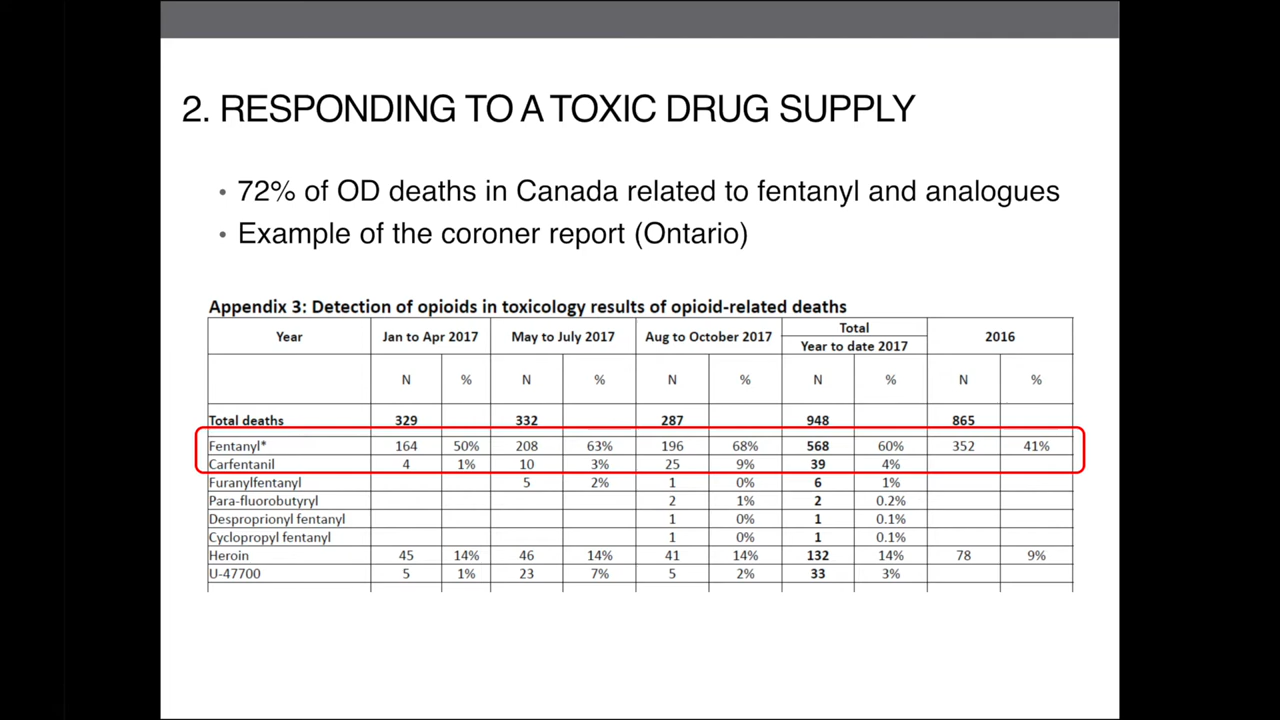 2. RESPONDING TO A TOXIC DRUG SUPPLY
• 72% of OD deaths in Canada related to fentanyl and analogues
• Example of the coroner report (Ontario)
Appendix 3: Detection of opioids in toxicology results of opioid-related deaths
Year Jan to Apr 2017 May to July 2017 Aug to October 2017 Total 2016
Year to date 2017
N % N % N % N % N %
Total deaths 329 332 287 948 865
Fentanyl* 164 50% 208 63% 196 68% 568 60% 352 41%
Carfentanil 4 1% 10 3% 25 9% 39 4%
Furanylfentanyl 5 2% 1 0% 6 1%
Para-fluorobutyryl 2 1% 2 0.2%
Desproprionyl fentanyl 1 0% 1 0.1%
Cyclopropyl fentanyl 1 0% 1 0.1%
Heroin 45 14% 46 14% 41 14% 132 14% 78 9%
U-47700 5 1% 23 7% 5 2% 33 3%